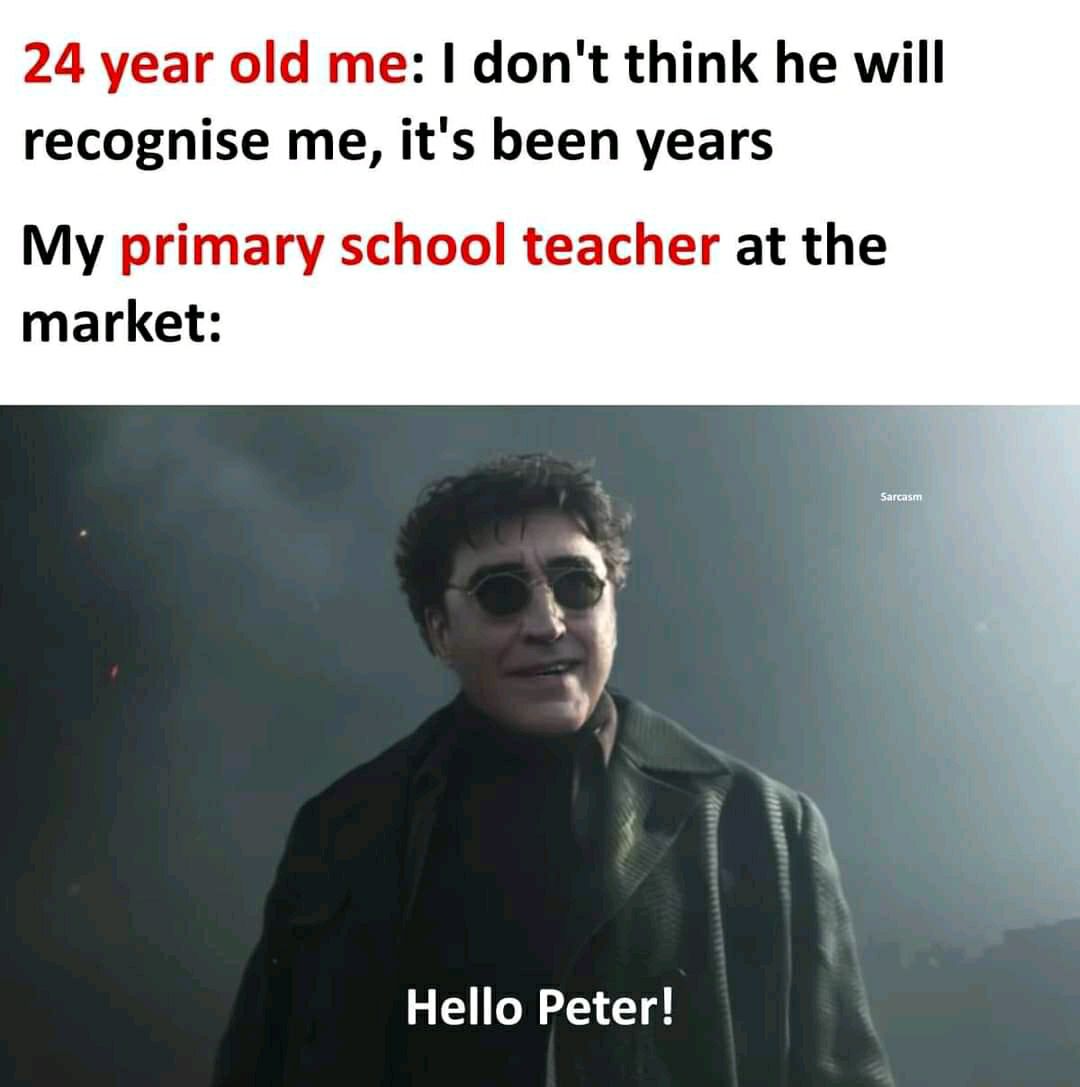 24 year old me: I don't think he will
recognise me, it's been years
My primary school teacher at the
market:
Sarcasm
Hello Peter!